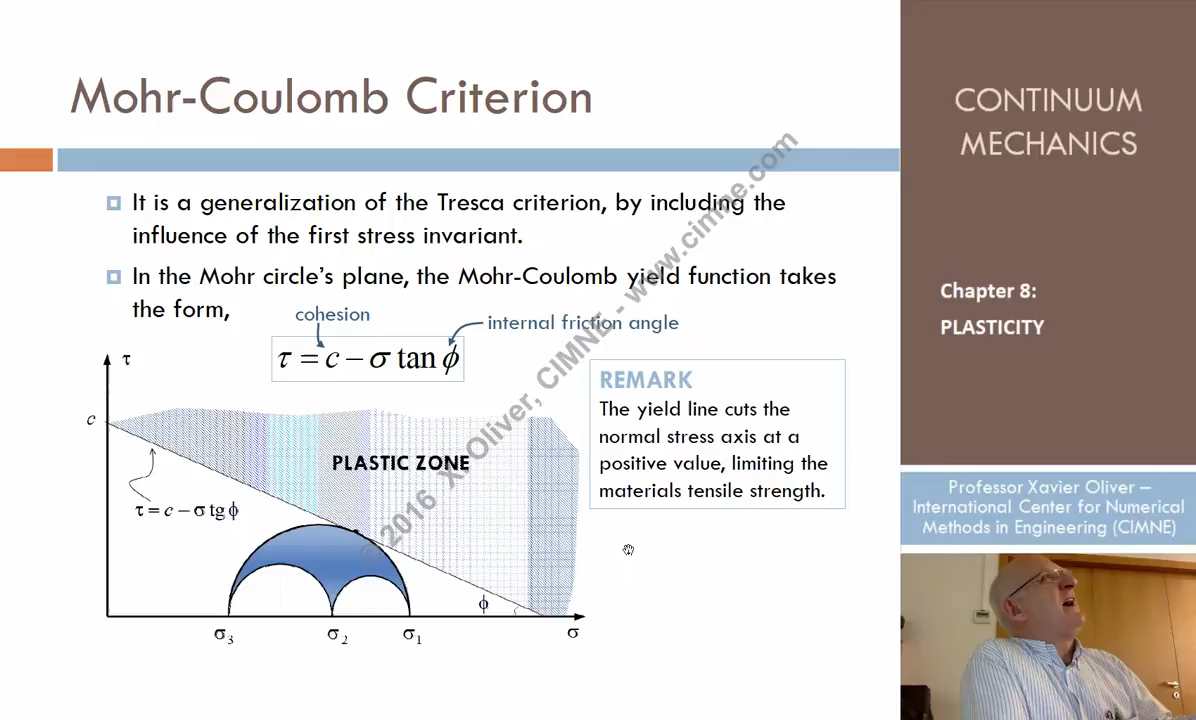 Mohr-Coulomb Criterion
It is a generalization of the Tresca criterion, by including the
influence of the first stress invariant.
In the Mohr circle's plane, the Mohr-Coulomb yield function takes
the form,
cohesion
internal friction angle
τ = c − σ tan ϕ
τ
c
PLASTIC ZONE
τ = c − σ tg ϕ
ϕ
σ3
σ2
σ1
σ
REMARK
The yield line cuts the
normal stress axis at a
positive value, limiting the
materials tensile strength.
© 2016 X. Oliver, CIMNE - www.cimne.com
CONTINUUM
MECHANICS
Chapter 8:
PLASTICITY
Professor Xavier Oliver –
International Center for Numerical
Methods in Engineering (CIMNE)